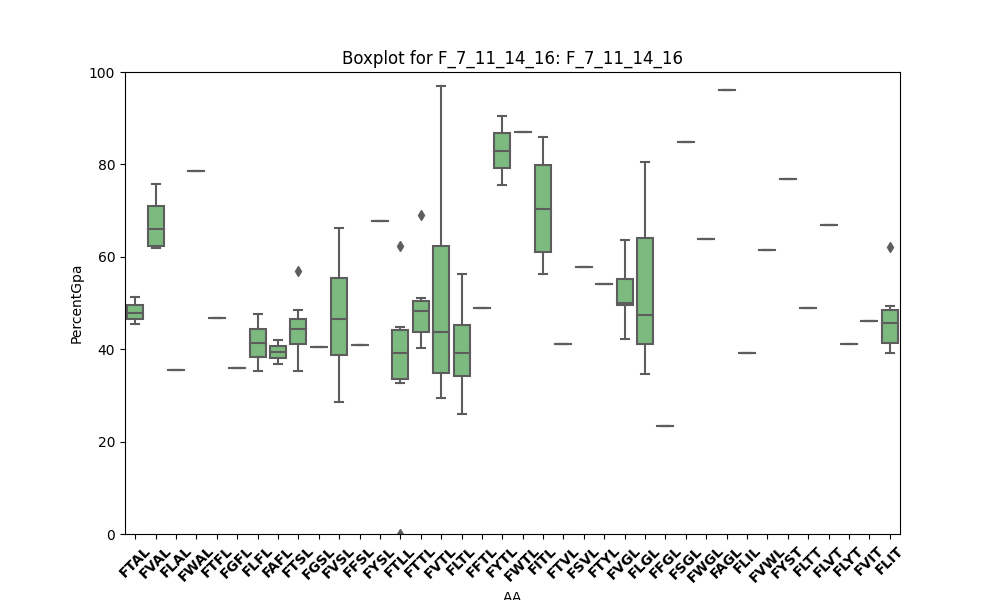 Boxplot for F_7_11_14_16: F_7_11_14_16
100
80
60
40
20
0
PercentGpa
FTAL FVAL FLAL FWAL FTFL FGFL FLFL FAFL FTSL FGSL FVSL FFSL FYSL FTLL FTTL FVTL FLTL FFTL FYTL FWTL FITL FTVL FSVL FTYL FVGL FLGL FFGL FSGL FWGL FAGL FLIL FVWL FYST FLTT FLVT FLYT FVIT FLIT
AA